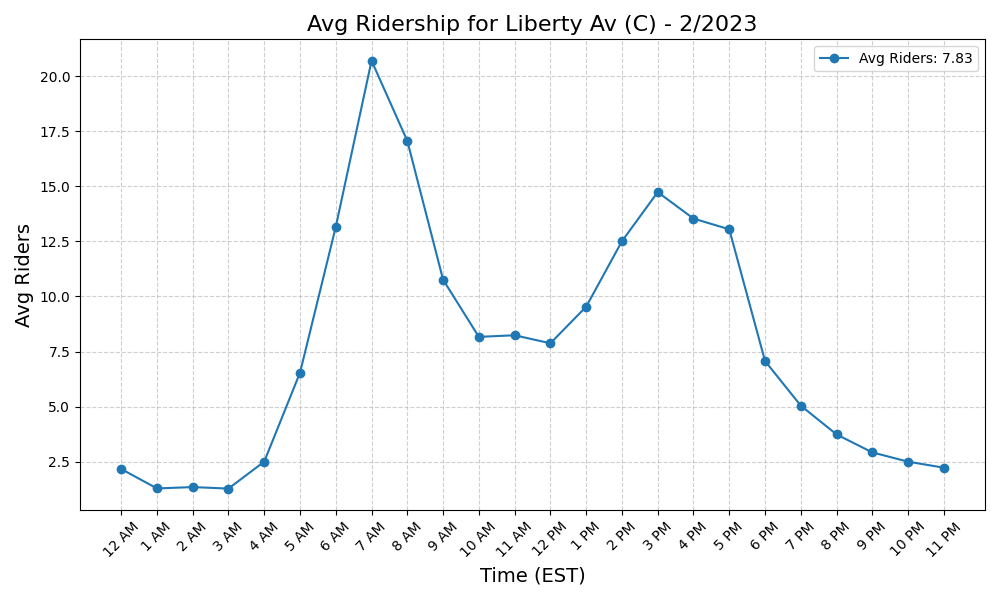 Avg Ridership for Liberty Av (C) - 2/2023
Avg Riders: 7.83
Avg Riders
20.0
17.5
15.0
12.5
10.0
7.5
5.0
2.5
12 AM
1 AM
2 AM
3 AM
4 AM
5 AM
6 AM
7 AM
8 AM
9 AM
10 AM
11 AM
12 PM
1 PM
2 PM
3 PM
4 PM
5 PM
6 PM
7 PM
8 PM
9 PM
10 PM
11 PM
Time (EST)